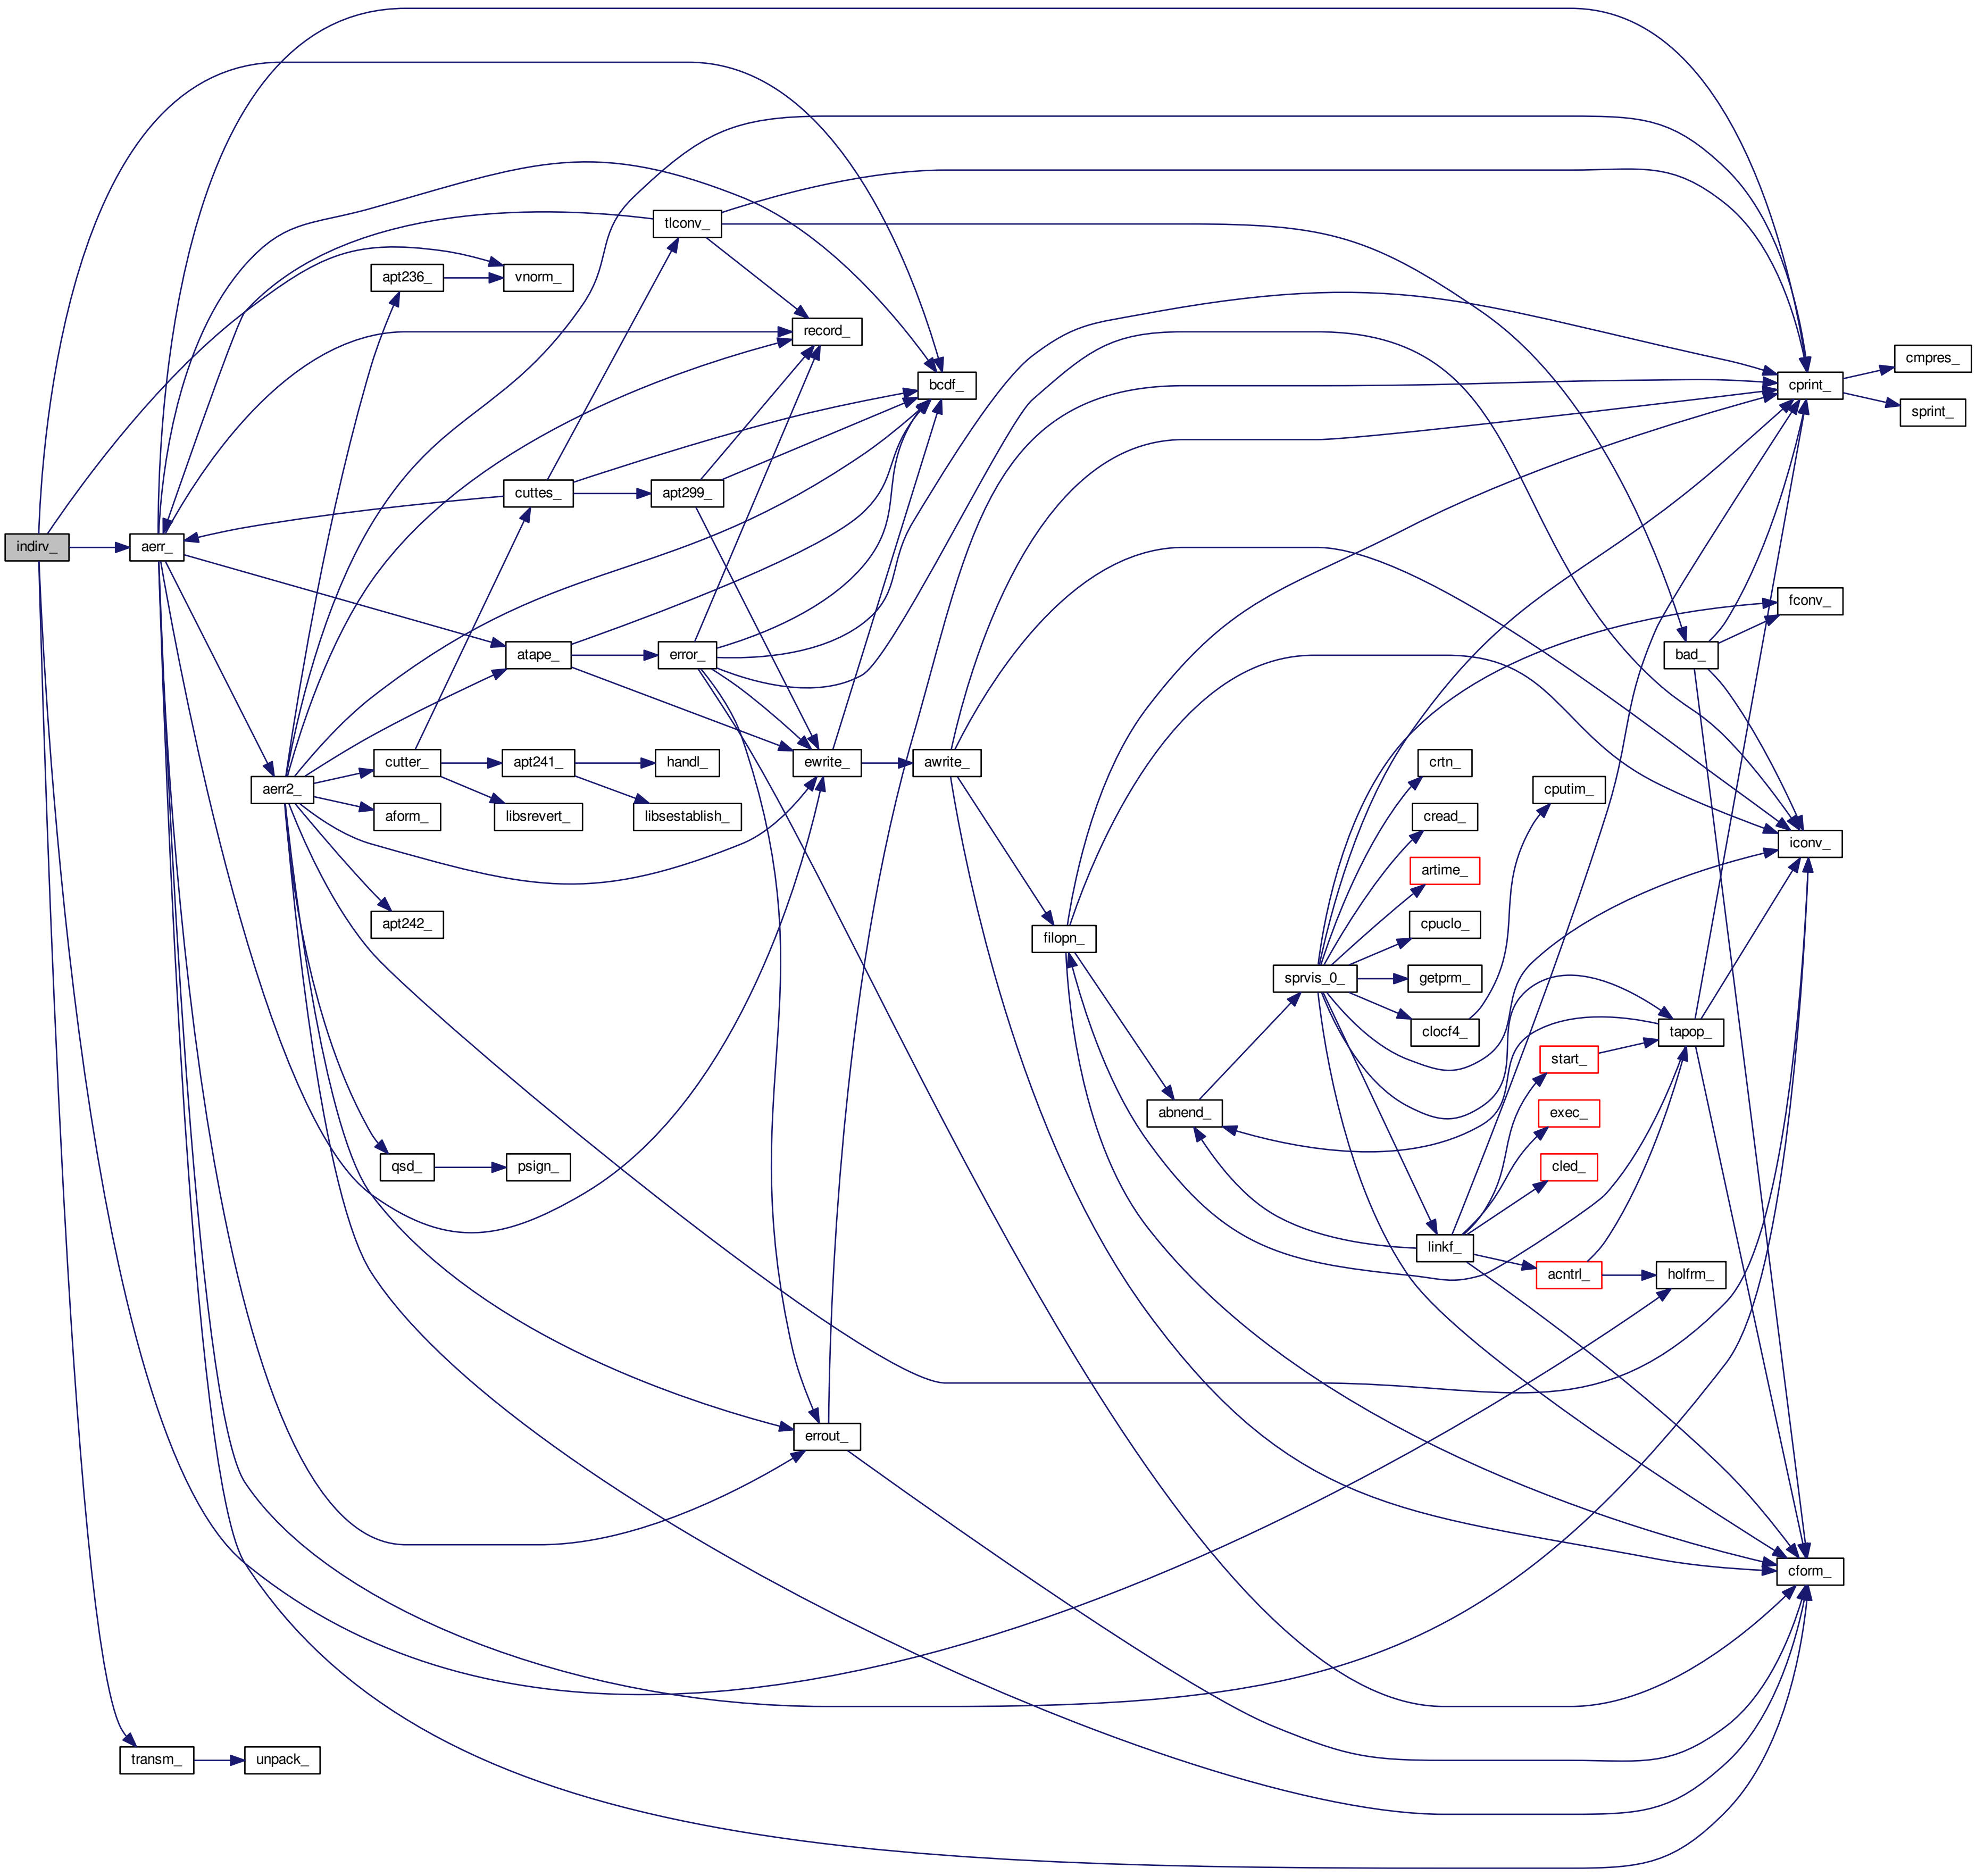 tlconv_
apt236_
vnorm_
record_
cmpres_
bcdf_
cprint_
sprint_
cuttes_
apt299_
indirv_
aerr_
fconv_
atape_
error_
bad_
cutter_
apt241_
handl_
ewrite_
awrite_
crtn_
cputim_
aerr2_
aform_
libsrevert_
libsestablish_
cread_
iconv_
artime_
apt242_
cpuclo_
filopn_
sprvis_0_
getprm_
clocf4_
tapop_
start_
abnend_
exec_
qsd_
psign_
cled_
linkf_
acntrl_
holfrm_
errout_
cform_
transm_
unpack_